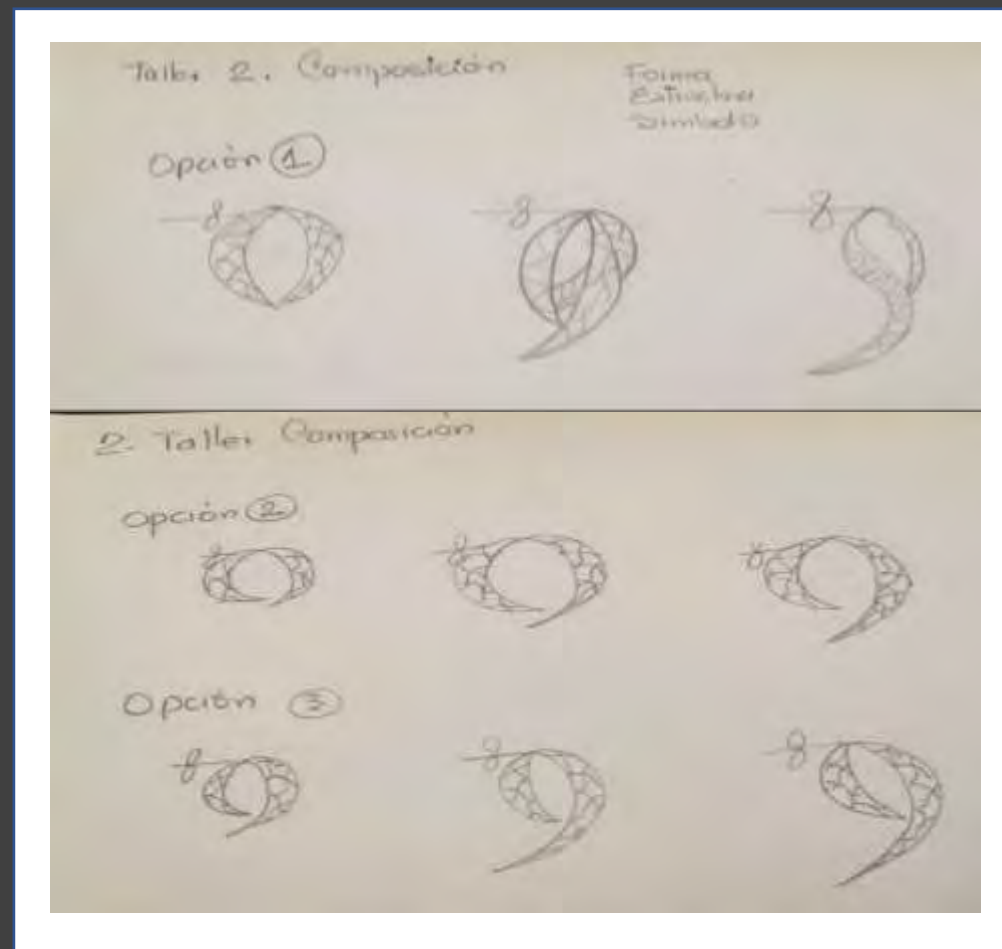 Taller 2. Composición
Forma
Estructura
Simbolo
Opción 1
2. Taller Composición
Opción 2
Opción 3